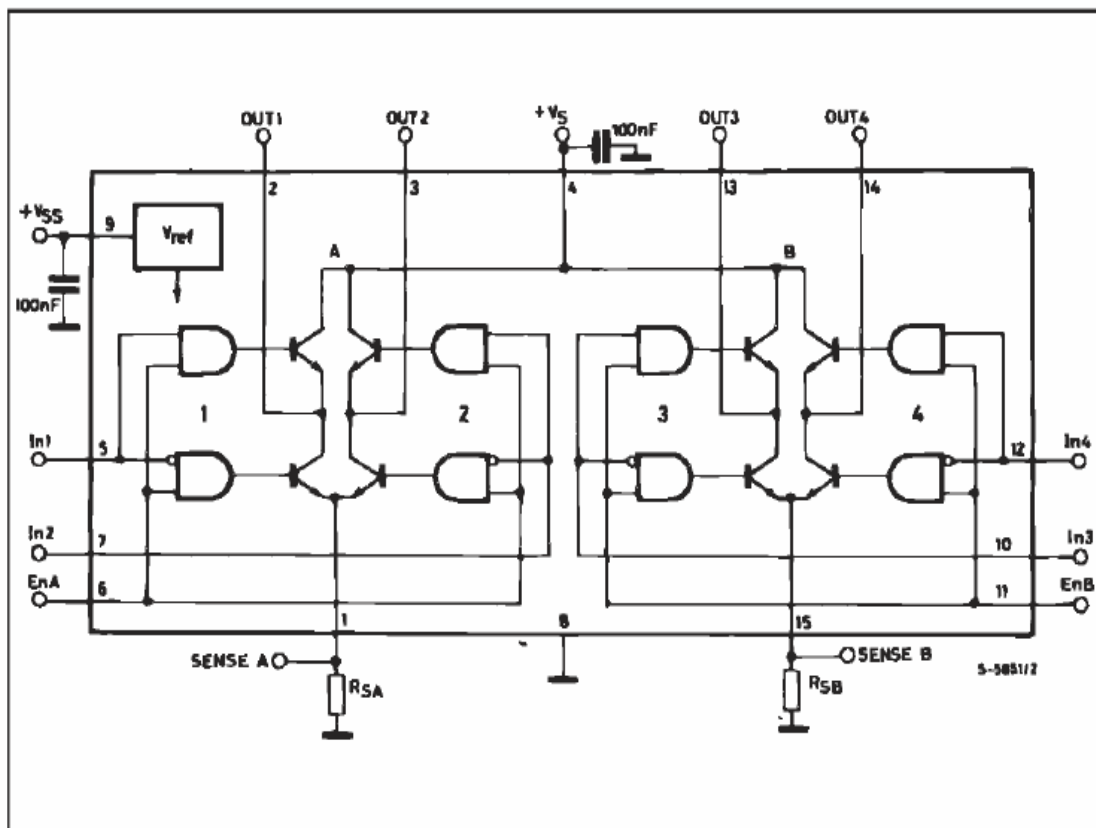 OUT1 OUT2 +VS 100nF OUT3 OUT4
2 3 4 13 14
+VSS 9 Vref
A B
100nF
1 2 3 4
In1 5 12 In4
In2 7 10 In3
EnA 6 11 EnB
1 8 15
SENSE A SENSE B
S-5851/2
RSA RSB